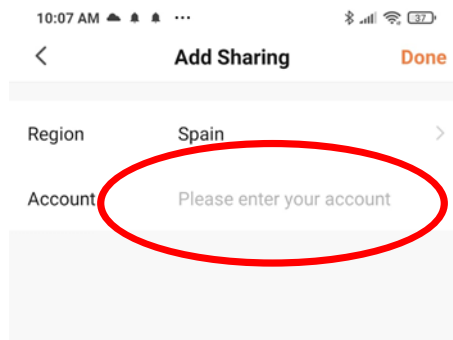 10:07 AM ... 37
Add Sharing Done
Region Spain
Account Please enter your account